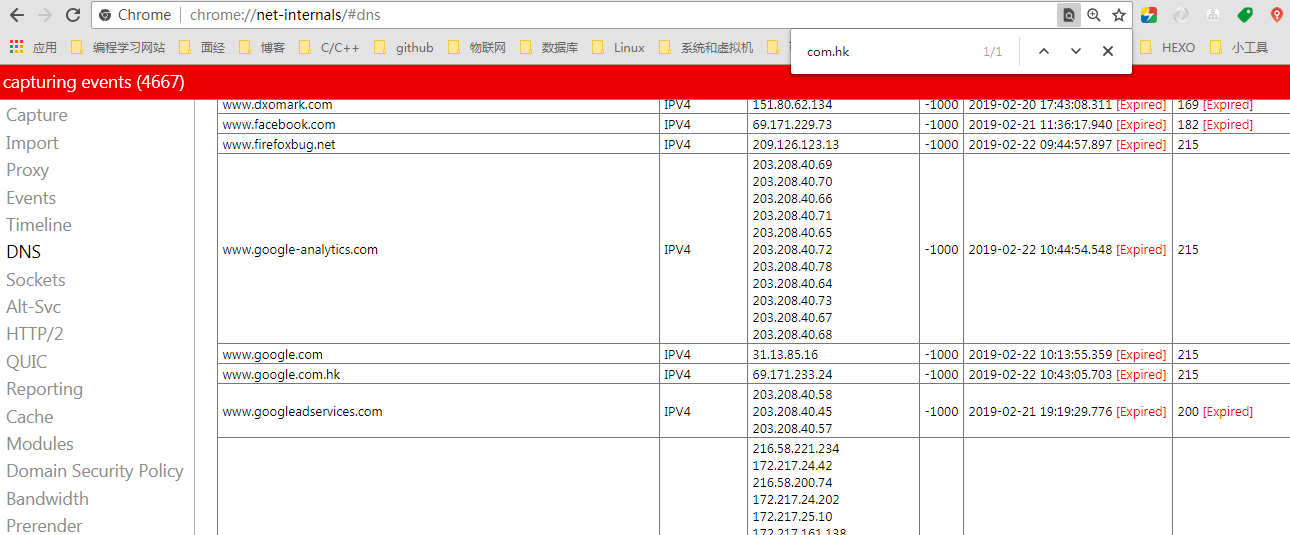 Chrome | chrome://net-internals/#dns
应用 编程学习网站 面经 博客 C/C++ github 物联网 数据库 Linux 系统和虚拟机 HEXO 小工具
com.hk 1/1
capturing events (4667)
Capture
Import
Proxy
Events
Timeline
DNS
Sockets
Alt-Svc
HTTP/2
QUIC
Reporting
Cache
Modules
Domain Security Policy
Bandwidth
Prerender
www.dxomark.com IPV4 151.80.62.134 -1000 2019-02-20 17:43:08.311 [Expired] 169 [Expired]
www.facebook.com IPV4 69.171.229.73 -1000 2019-02-21 11:36:17.940 [Expired] 182 [Expired]
www.firefoxbug.net IPV4 209.126.123.13 -1000 2019-02-22 09:44:57.897 [Expired] 215
203.208.40.69
203.208.40.70
203.208.40.66
203.208.40.71
203.208.40.65
www.google-analytics.com IPV4 203.208.40.72 -1000 2019-02-22 10:44:54.548 [Expired] 215
203.208.40.78
203.208.40.64
203.208.40.73
203.208.40.67
203.208.40.68
www.google.com IPV4 31.13.85.16 -1000 2019-02-22 10:13:55.359 [Expired] 215
www.google.com.hk IPV4 69.171.233.24 -1000 2019-02-22 10:43:05.703 [Expired] 215
203.208.40.58
www.googleadservices.com IPV4 203.208.40.45 -1000 2019-02-21 19:19:29.776 [Expired] 200 [Expired]
203.208.40.57
216.58.221.234
172.217.24.42
216.58.200.74
172.217.24.202
172.217.25.10
172.217.161.138